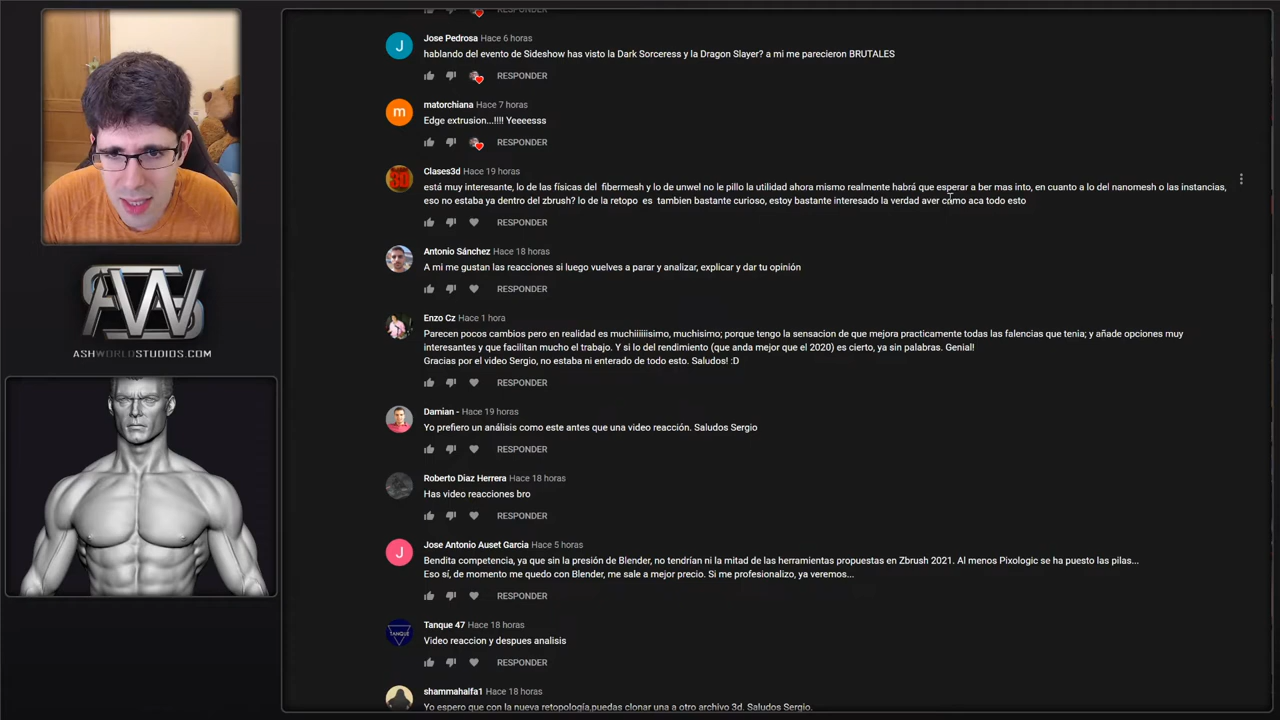 RESPONDER
Jose Pedrosa Hace 6 horas
hablando del evento de Sideshow has visto la Dark Sorceress y la Dragon Slayer? a mi me parecieron BRUTALES
RESPONDER
matorchiana Hace 7 horas
Edge extrusion...!!!! Yeeeesss
RESPONDER
Clases3d Hace 19 horas
está muy interesante, lo de las físicas del fibermesh y lo de unwel no le pillo la utilidad ahora mismo realmente habrá que esperar a ber mas into, en cuanto a lo del nanomesh o las instancias,
eso no estaba ya dentro del zbrush? lo de la retopo es tambien bastante curioso, estoy bastante interesado la verdad aver como aca todo esto
RESPONDER
Antonio Sánchez Hace 18 horas
A mi me gustan las reacciones si luego vuelves a parar y analizar, explicar y dar tu opinión
RESPONDER
Enzo Cz Hace 1 hora
Parecen pocos cambios pero en realidad es muchiiiiiisimo, muchisimo; porque tengo la sensacion de que mejora practicamente todas las falencias que tenia; y añade opciones muy
interesantes y que facilitan mucho el trabajo. Y si lo del rendimiento (que anda mejor que el 2020) es cierto, ya sin palabras. Genial!
Gracias por el video Sergio, no estaba ni enterado de todo esto. Saludos! :D
RESPONDER
Damian - Hace 19 horas
Yo prefiero un análisis como este antes que una video reacción. Saludos Sergio
RESPONDER
Roberto Diaz Herrera Hace 18 horas
Has video reacciones bro
RESPONDER
Jose Antonio Auset Garcia Hace 5 horas
Bendita competencia, ya que sin la presión de Blender, no tendrían ni la mitad de las herramientas propuestas en Zbrush 2021. Al menos Pixologic se ha puesto las pilas...
Eso sí, de momento me quedo con Blender, me sale a mejor precio. Si me profesionalizo, ya veremos...
RESPONDER
Tanque 47 Hace 18 horas
Video reaccion y despues analisis
RESPONDER
shammahalfa1 Hace 18 horas
Yo espero que con la nueva retopología,puedas clonar una a otro archivo 3d. Saludos Sergio.
J
m
3D
J
TANQUE
ASHWORLDSTUDIOS.COM